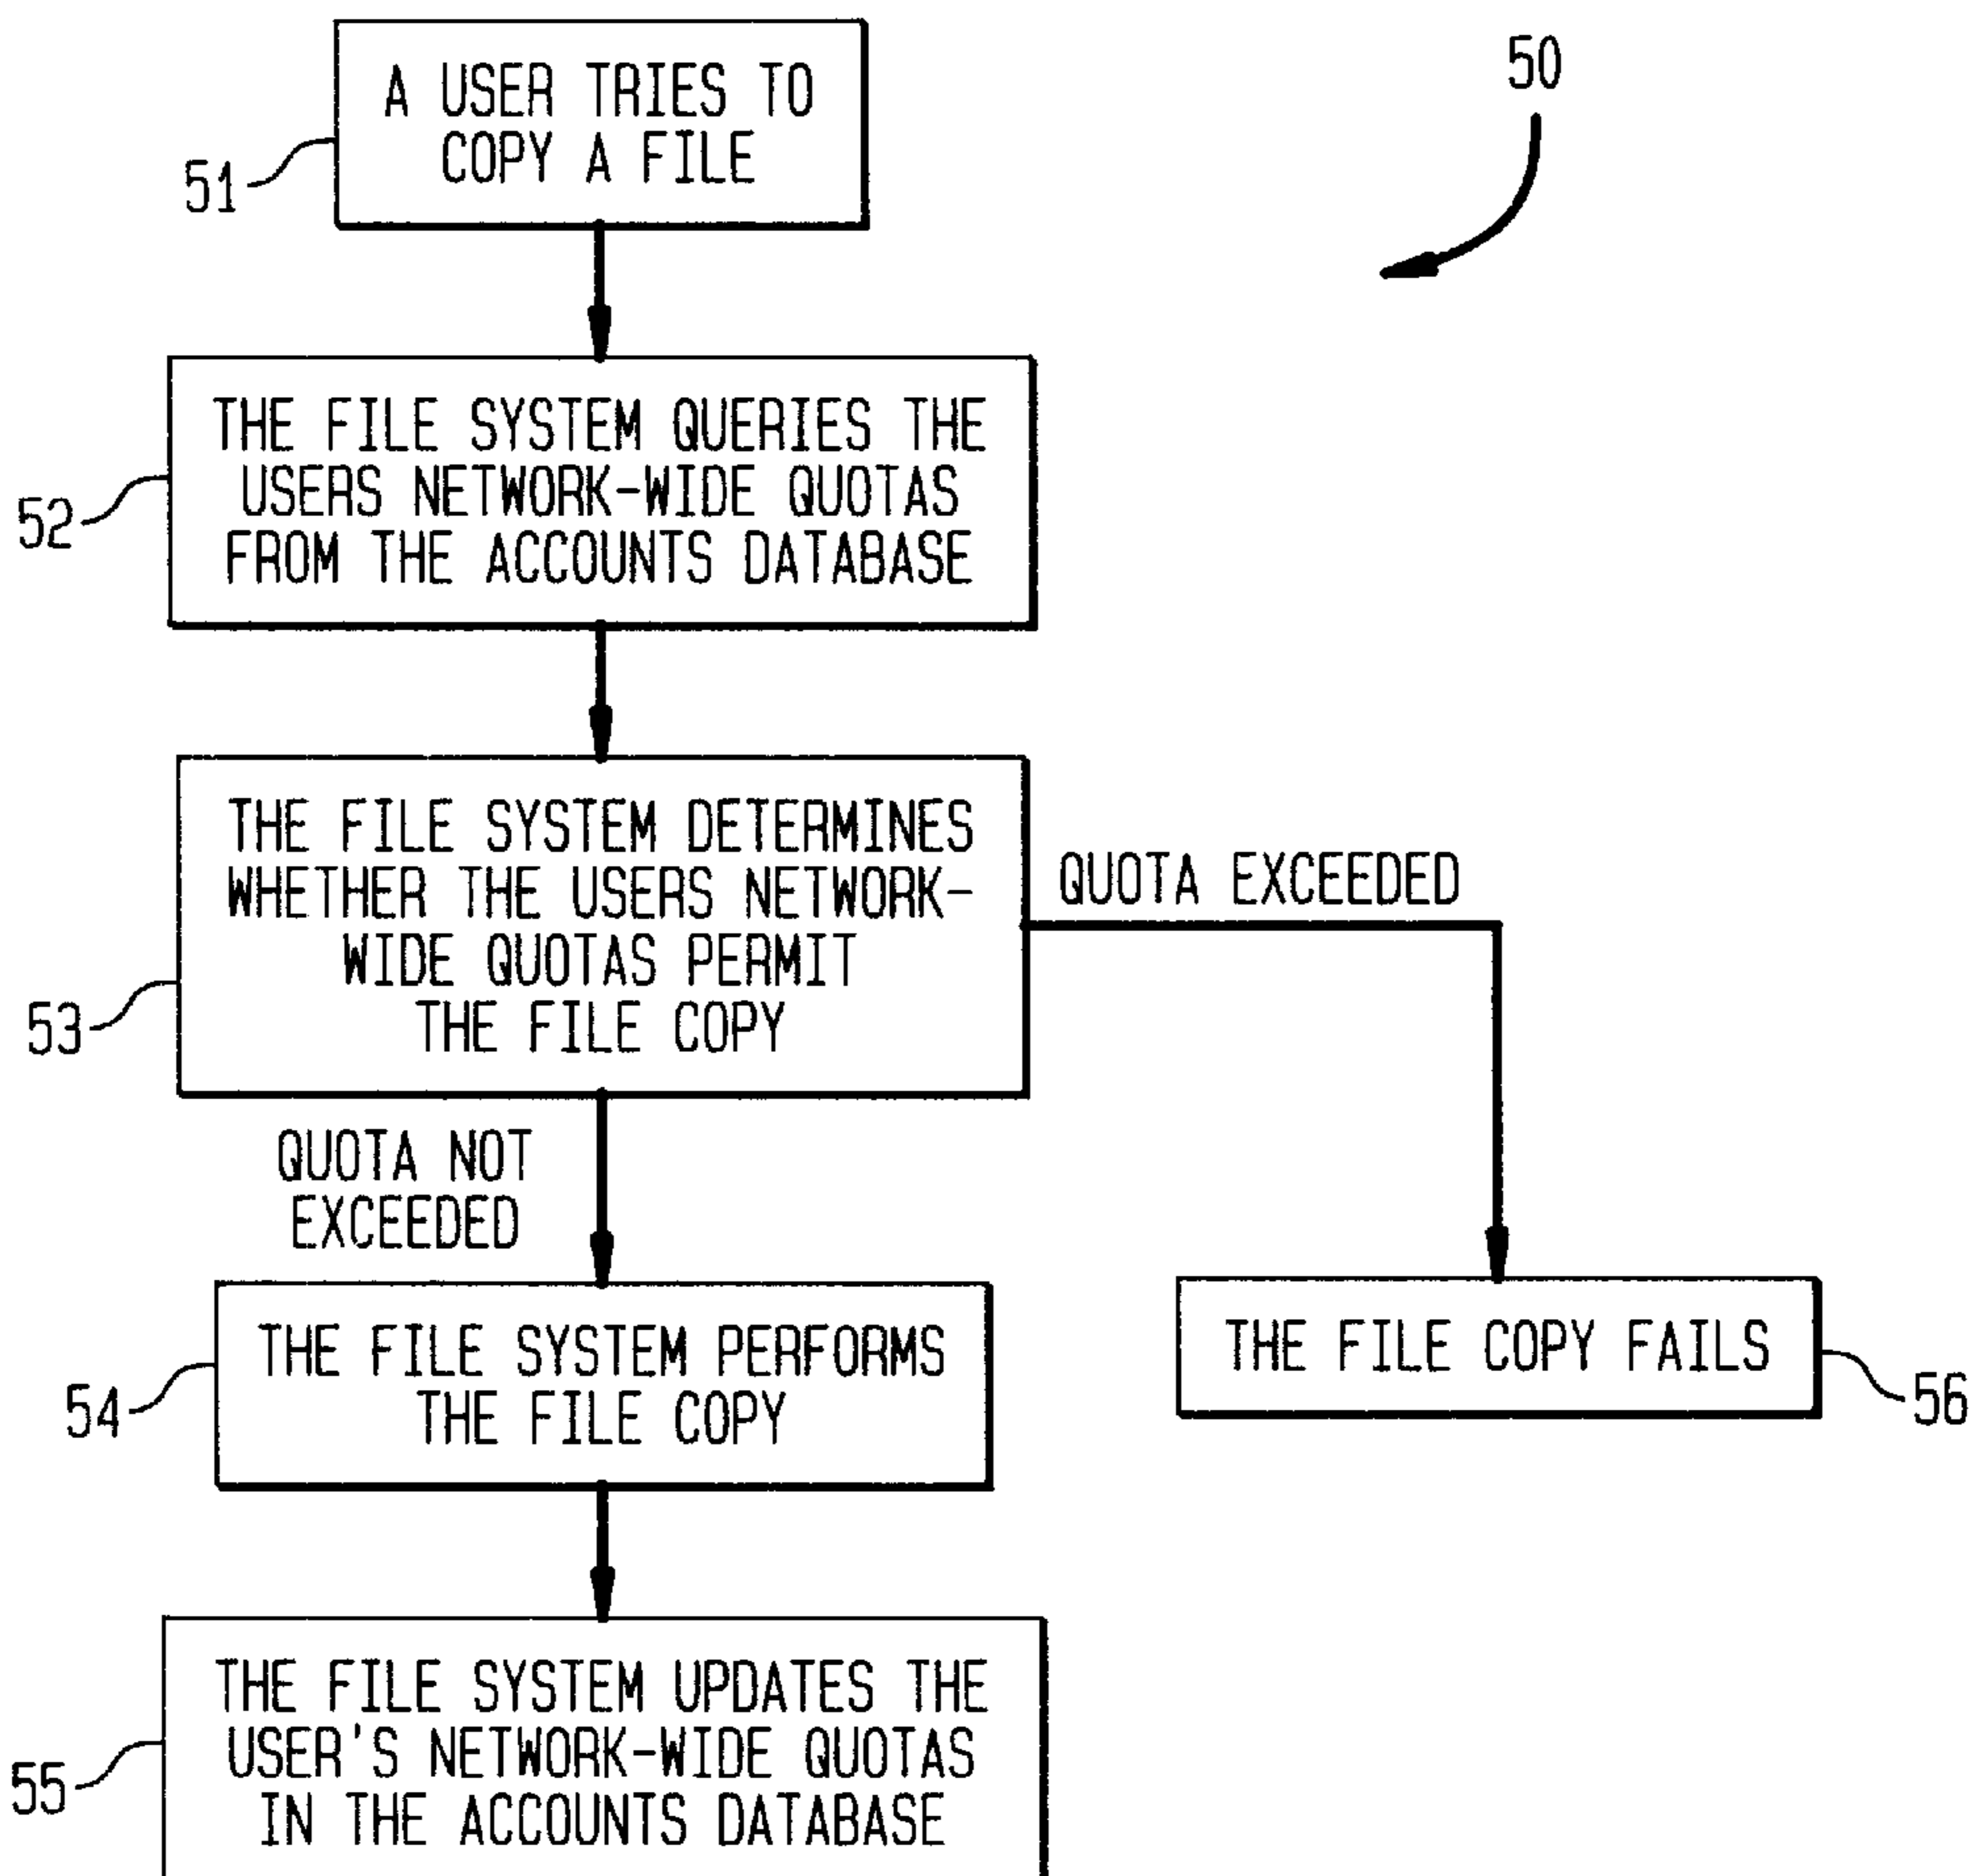 A USER TRIES TO
COPY A FILE
50
51
THE FILE SYSTEM QUERIES THE
USERS NETWORK-WIDE QUOTAS
FROM THE ACCOUNTS DATABASE
52
THE FILE SYSTEM DETERMINES
WHETHER THE USERS NETWORK-
WIDE QUOTAS PERMIT
THE FILE COPY
53
QUOTA EXCEEDED
QUOTA NOT
EXCEEDED
THE FILE SYSTEM PERFORMS
THE FILE COPY
54
THE FILE COPY FAILS
56
THE FILE SYSTEM UPDATES THE
USER'S NETWORK-WIDE QUOTAS
IN THE ACCOUNTS DATABASE
55